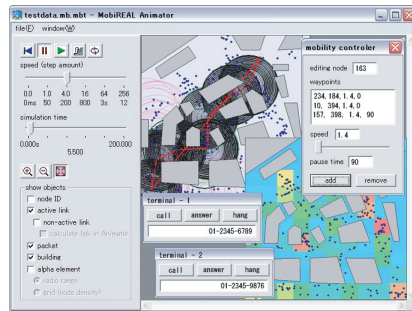 testdata.mb.mbt - MobiREAL Animator
file(F) window(W)
speed (step amount)
0.0 1.0 4.0 16 64 256
0ms 50 200 800 3s 12
simulation time
0.000s 200.000
5.500
show objects
node ID
active link
non-active link
calculate link in Animator
packet
building
alpha element
radio range
grid (node density)
mobility controler
editing node 163
waypoints
234, 184, 1.4, 0
10, 394, 1.4, 0
157, 398, 1.4, 90
speed 1.4
pause time 90
add remove
terminal - 1
call answer hang
01-2345-6789
terminal - 2
call answer hang
01-2345-9876